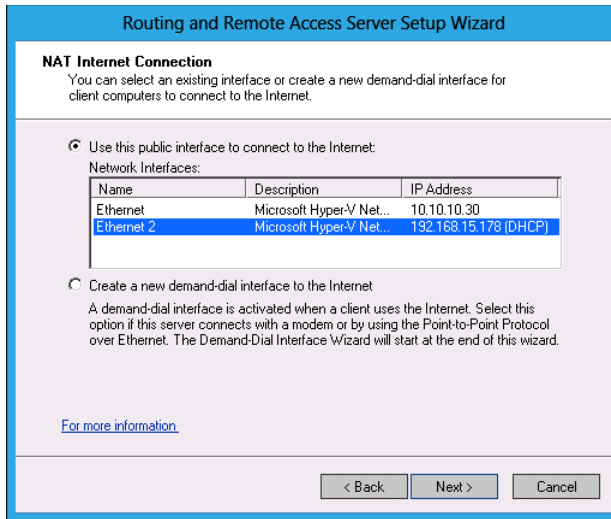 Routing and Remote Access Server Setup Wizard
NAT Internet Connection
You can select an existing interface or create a new demand-dial interface for
client computers to connect to the Internet.
Use this public interface to connect to the Internet:
Network Interfaces:
Name Description IP Address
Ethernet Microsoft Hyper-V Net... 10.10.10.30
Ethernet 2 Microsoft Hyper-V Net... 192.168.15.178 (DHCP)
Create a new demand-dial interface to the Internet
A demand-dial interface is activated when a client uses the Internet. Select this
option if this server connects with a modem or by using the Point-to-Point Protocol
over Ethernet. The Demand-Dial Interface Wizard will start at the end of this wizard.
For more information
< Back Next > Cancel